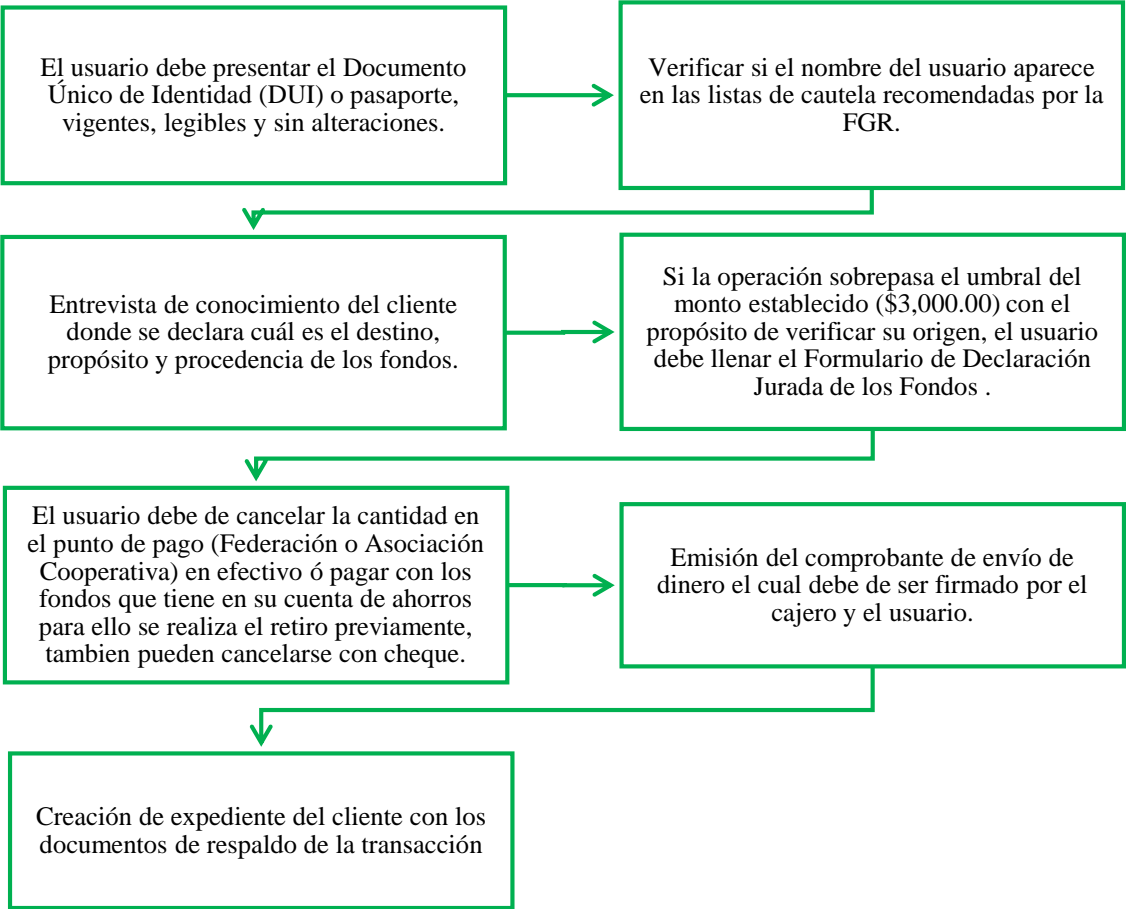 El usuario debe presentar el Documento
Único de Identidad (DUI) o pasaporte,
vigentes, legibles y sin alteraciones.
Verificar si el nombre del usuario aparece
en las listas de cautela recomendadas por la
FGR.
Entrevista de conocimiento del cliente
donde se declara cuál es el destino,
propósito y procedencia de los fondos.
Si la operación sobrepasa el umbral del
monto establecido ($3,000.00) con el
propósito de verificar su origen, el usuario
debe llenar el Formulario de Declaración
Jurada de los Fondos .
El usuario debe de cancelar la cantidad en
el punto de pago (Federación o Asociación
Cooperativa) en efectivo ó pagar con los
fondos que tiene en su cuenta de ahorros
para ello se realiza el retiro previamente,
tambien pueden cancelarse con cheque.
Emisión del comprobante de envío de
dinero el cual debe de ser firmado por el
cajero y el usuario.
Creación de expediente del cliente con los
documentos de respaldo de la transacción